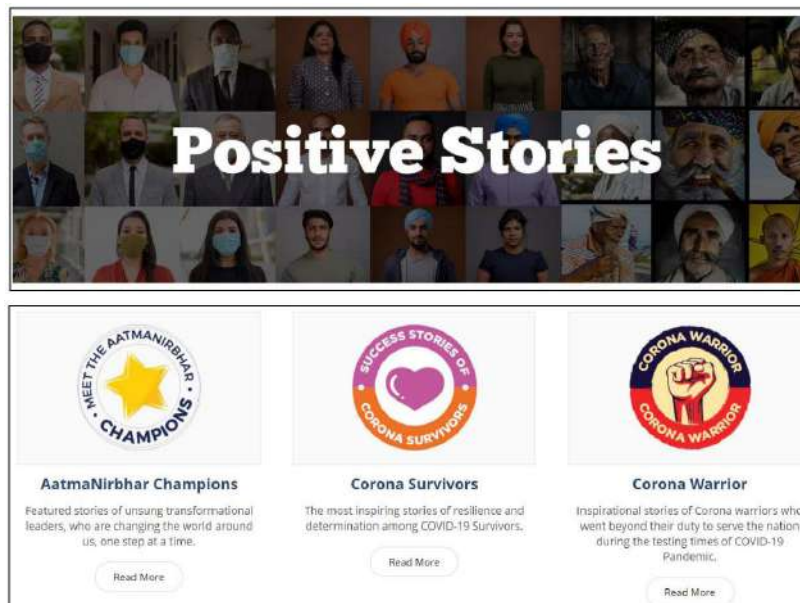 Positive Stories
MEET THE AATMANIRBHAR
CHAMPIONS
SUCCESS STORIES OF
CORONA SURVIVORS
CORONA WARRIOR
CORONA WARRIOR
AatmaNirbhar Champions
Featured stories of unsung transformational
leaders, who are changing the world around
us, one step at a time.
Read More
Corona Survivors
The most inspiring stories of resilience and
determination among COVID-19 Survivors.
Read More
Corona Warrior
Inspirational stories of Corona warriors who
went beyond their duty to serve the nation
during the testing times of COVID-19
Pandemic.
Read More